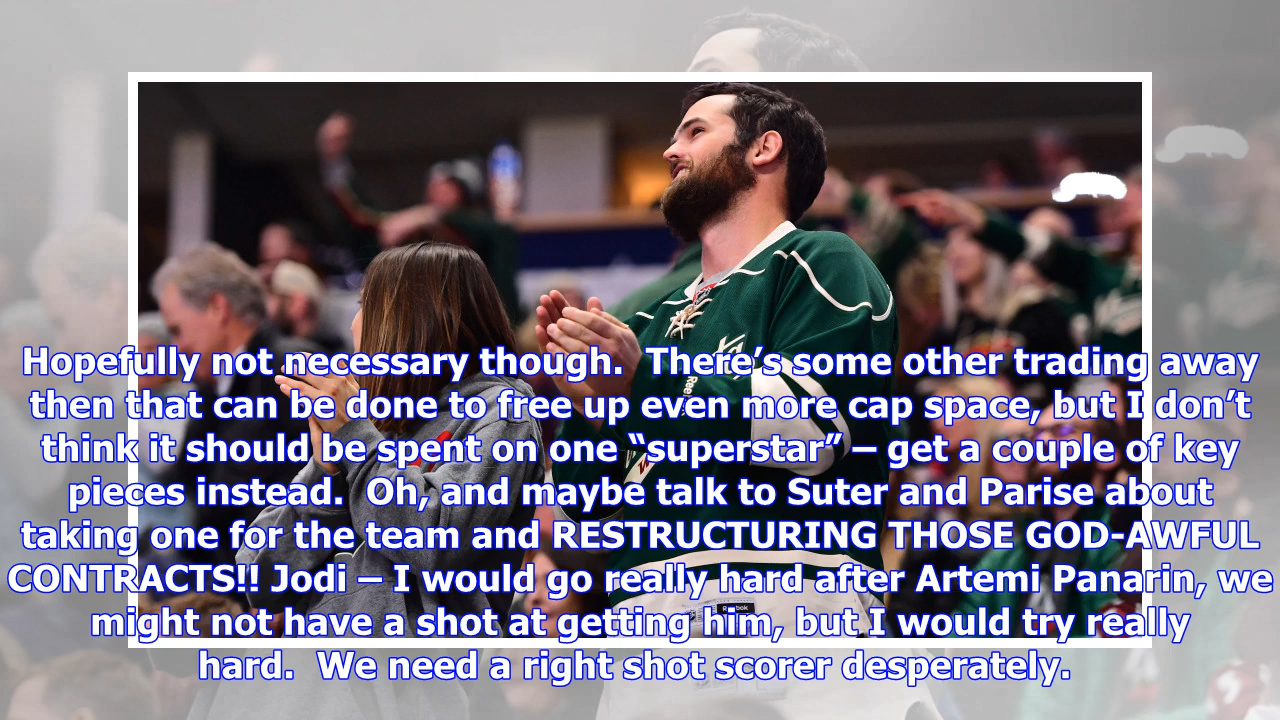 Hopefully not necessary though.  There’s some other trading away
then that can be done to free up even more cap space, but I don’t
think it should be spent on one “superstar” – get a couple of key
pieces instead.  Oh, and maybe talk to Suter and Parise about
taking one for the team and RESTRUCTURING THOSE GOD-AWFUL
CONTRACTS!! Jodi – I would go really hard after Artemi Panarin, we
might not have a shot at getting him, but I would try really
hard.  We need a right shot scorer desperately.
Reebok